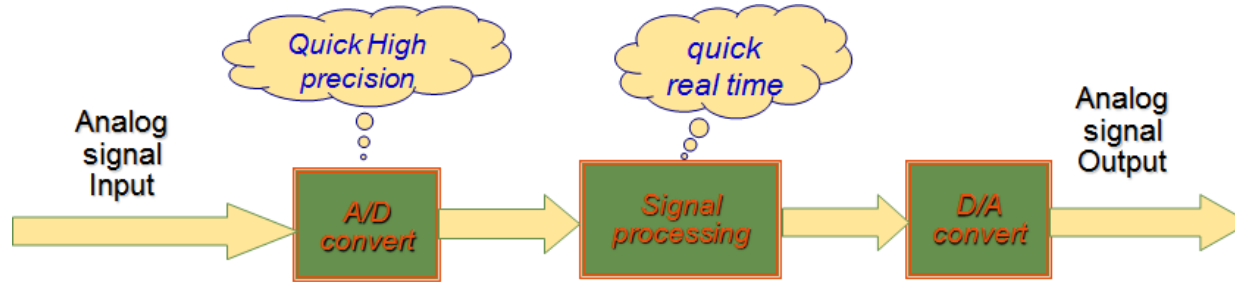 Quick High
precision
quick
real time
Analog
signal
Input
Analog
signal
Output
A/D
convert
Signal
processing
D/A
convert